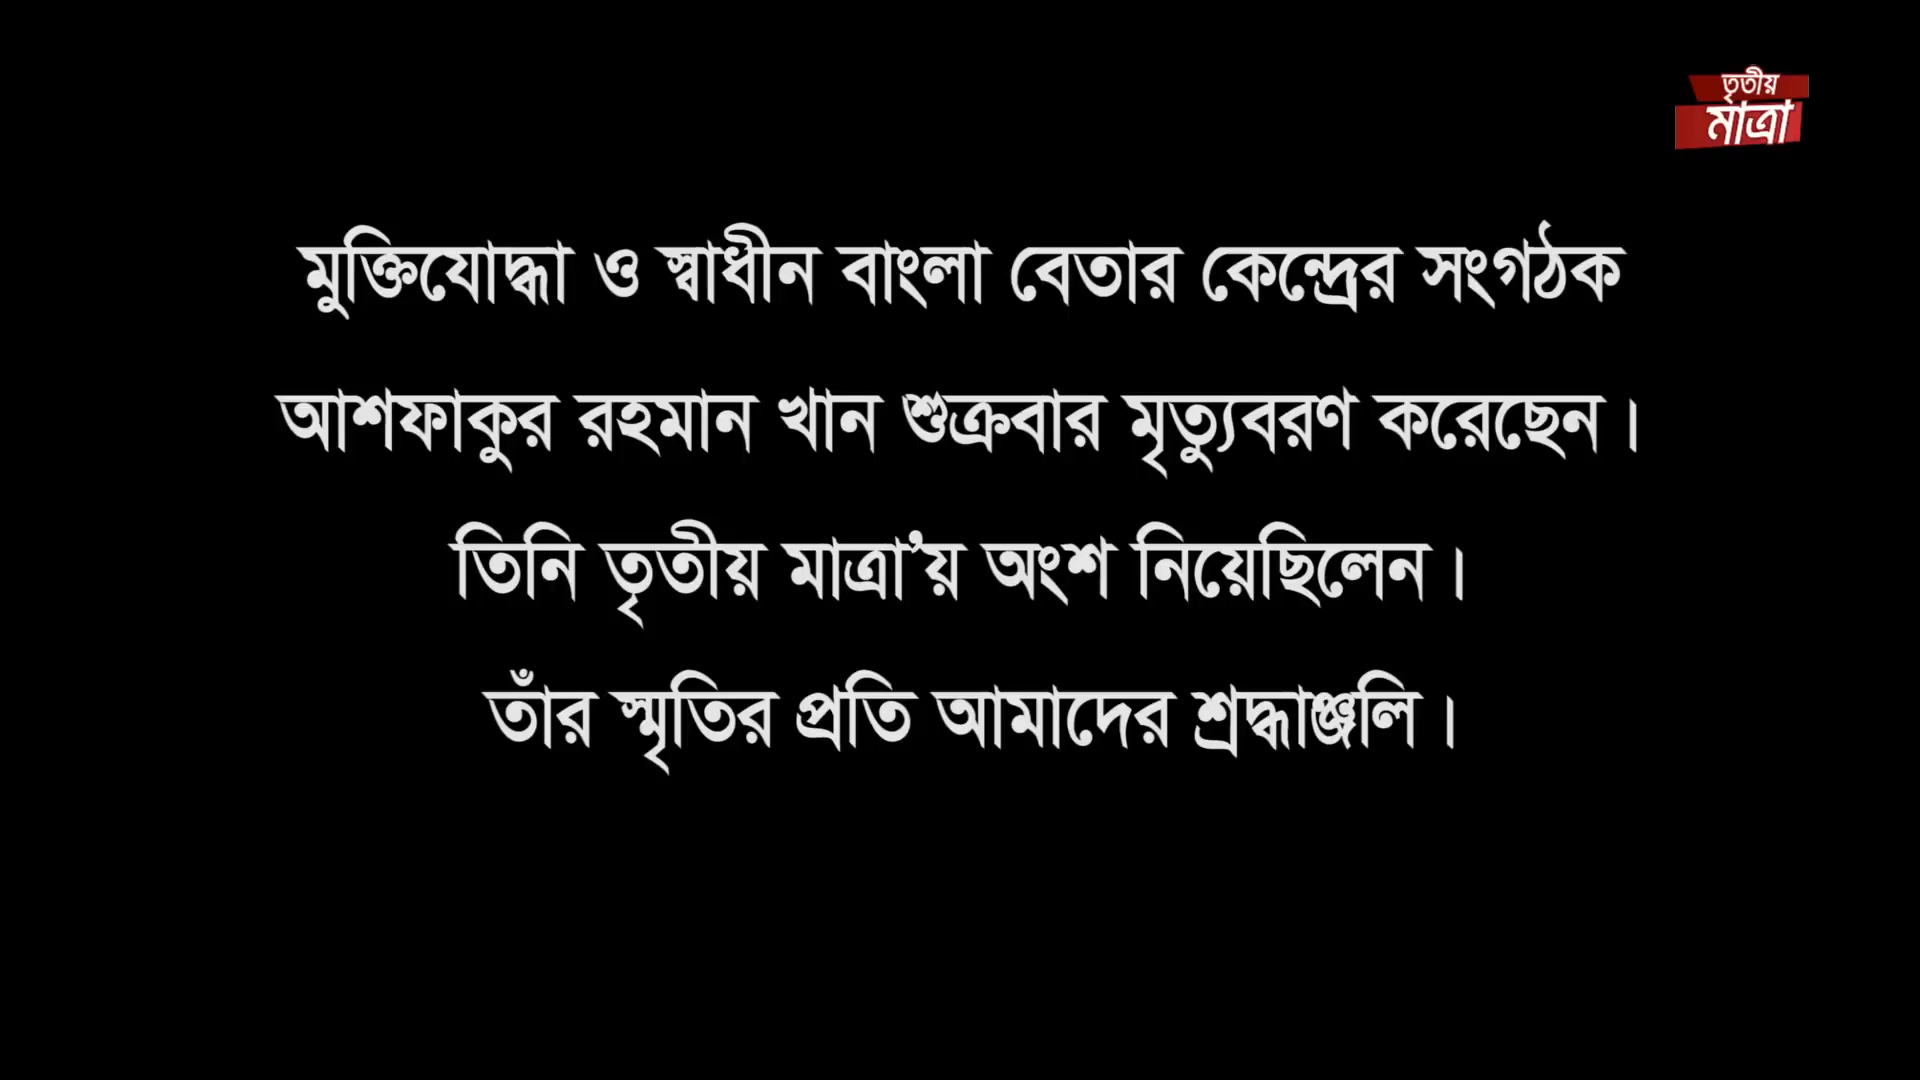 তৃতীয়
মাত্রা
মুক্তিযোদ্ধা ও স্বাধীন বাংলা বেতার কেন্দ্রের সংগঠক
আশফাকুর রহমান খান শুক্রবার মৃত্যুবরণ করেছেন।
তিনি তৃতীয় মাত্রা’য় অংশ নিয়েছিলেন।
তাঁর স্মৃতির প্রতি আমাদের শ্রদ্ধাঞ্জলি।